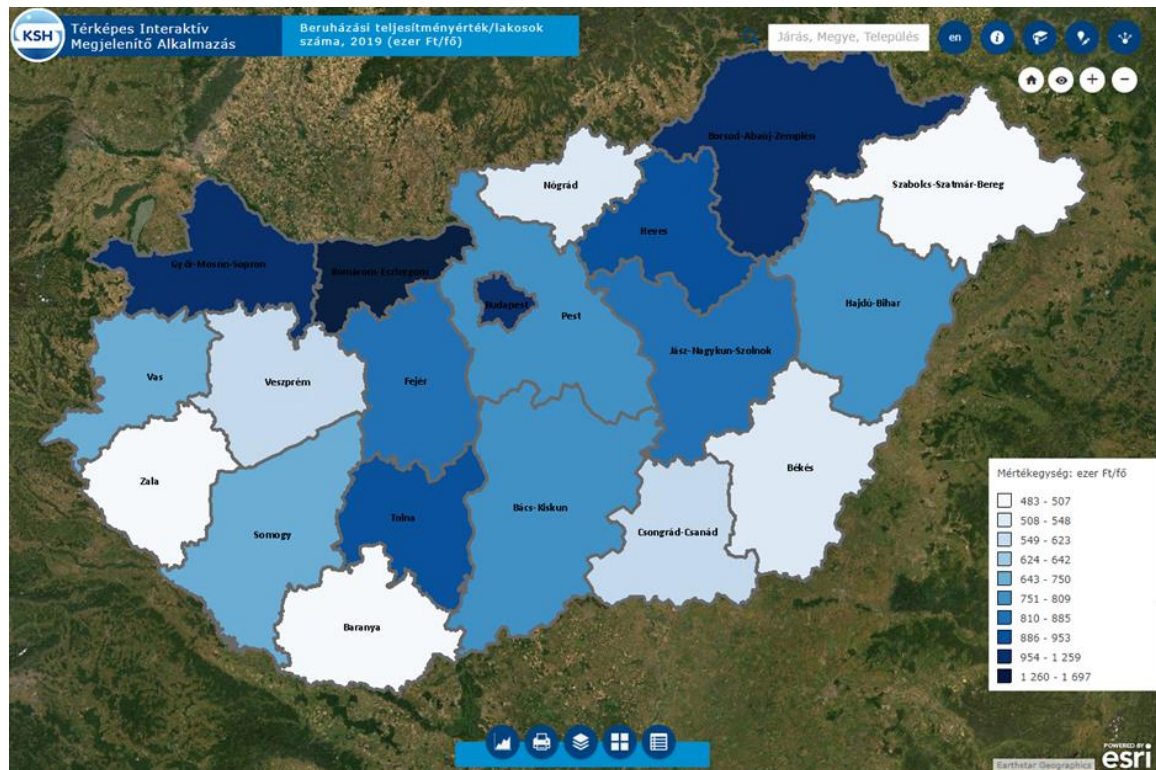 KSH
Térképes Interaktív
Megjelenítő Alkalmazás
Beruházási teljesítményérték/lakosok
száma, 2019 (ezer Ft/fő)
Járás, Megye, Település
en
Borsod-Abaúj-Zemplén
Nógrád
Szabolcs-Szatmár-Bereg
Heves
Győr-Moson-Sopron
Komárom-Esztergom
Budapest
Pest
Hajdú-Bihar
Jász-Nagykun-Szolnok
Vas
Veszprém
Fejér
Békés
Zala
Bács-Kiskun
Tolna
Somogy
Csongrád-Csanád
Baranya
Mértékegység: ezer Ft/fő
483 - 507
508 - 548
549 - 623
624 - 642
643 - 750
751 - 809
810 - 885
886 - 953
954 - 1 259
1 260 - 1 697
POWERED BY
esri
Earthstar Geographics